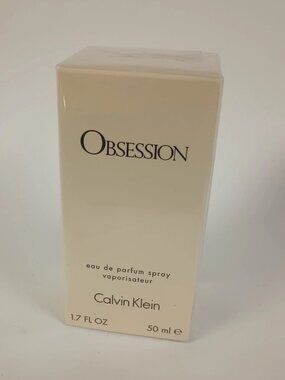 OBSESSION
eau de parfum spray
vaporisateur
Calvin Klein
1.7 FL OZ 50 ml ℮